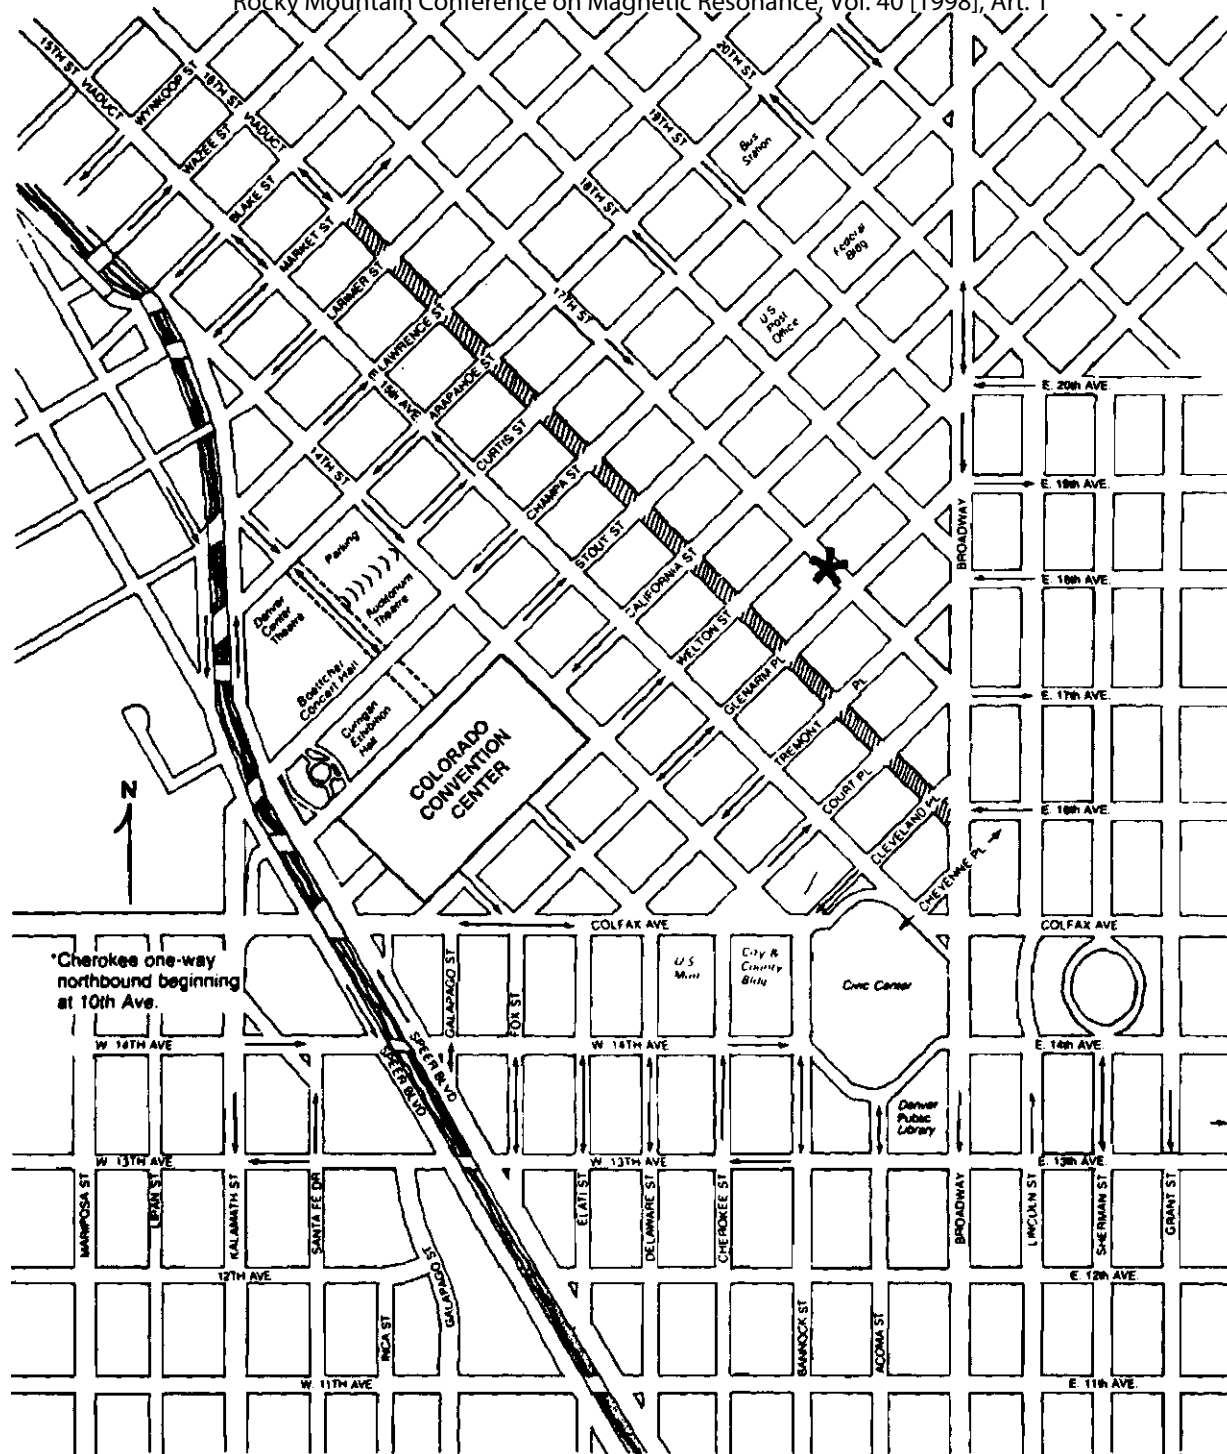 Rocky Mountain Conference on Magnetic Resonance, Vol. 40 [1998], Art. 1
15TH ST VIADUCT
WYNKOOP ST
16TH ST VIADUCT
WAZEE ST
BLAKE ST
MARKET ST
LARIMER ST
LAWRENCE ST
15th AVE
ARAPAHOE ST
14TH ST
CURTIS ST
CHAMPA ST
STOUT ST
CALIFORNIA ST
WELTON ST
GLENARM PL
TREMONT PL
COURT PL
CLEVELAND PL
CHEYENNE PL
20TH ST
19TH ST
18TH ST
17TH ST
Bus
Station
Federal
Bldg
U S
Post
Office
BROADWAY
E. 20th AVE.
E. 19th AVE.
E. 18th AVE.
E. 17th AVE.
E. 16th AVE.
Parking
Auditorium
Theatre
Denver
Center
Theatre
Boettcher
Concert Hall
Currigan
Exhibition
Hall
COLORADO
CONVENTION
CENTER
N
COLFAX AVE
COLFAX AVE
*Cherokee one-way
northbound beginning
at 10th Ave.
GALAPAGO ST
FOX ST
U S
Mint
City &
County
Bldg
Civic Center
W 14TH AVE
W. 14TH AVE
E. 14th AVE.
SPEER BLVD
SPEER BLVD
Denver
Public
Library
W 13TH AVE
W 13TH AVE
E. 13th AVE.
MARIPOSA ST
LIPAN ST
KALAMATH ST
SANTA FE DR
ELATI ST
DELAWARE ST
CHEROKEE ST
BROADWAY
LINCOLN ST
SHERMAN ST
GRANT ST
12TH AVE
GALAPAGO ST
E. 12th AVE.
INCA ST
BANNOCK ST
ACOMA ST
W. 11TH AVE
E. 11th AVE.